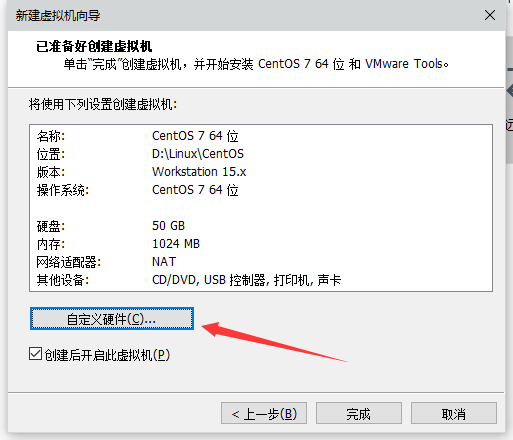 新建虚拟机向导
已准备好创建虚拟机
单击“完成”创建虚拟机，并开始安装 CentOS 7 64 位 和 VMware Tools。
将使用下列设置创建虚拟机：
名称: CentOS 7 64 位
位置: D:\Linux\CentOS
版本: Workstation 15.x
操作系统: CentOS 7 64 位
硬盘: 50 GB
内存: 1024 MB
网络适配器: NAT
其他设备: CD/DVD, USB 控制器, 打印机, 声卡
自定义硬件(C)...
创建后开启此虚拟机(P)
< 上一步(B) 完成 取消